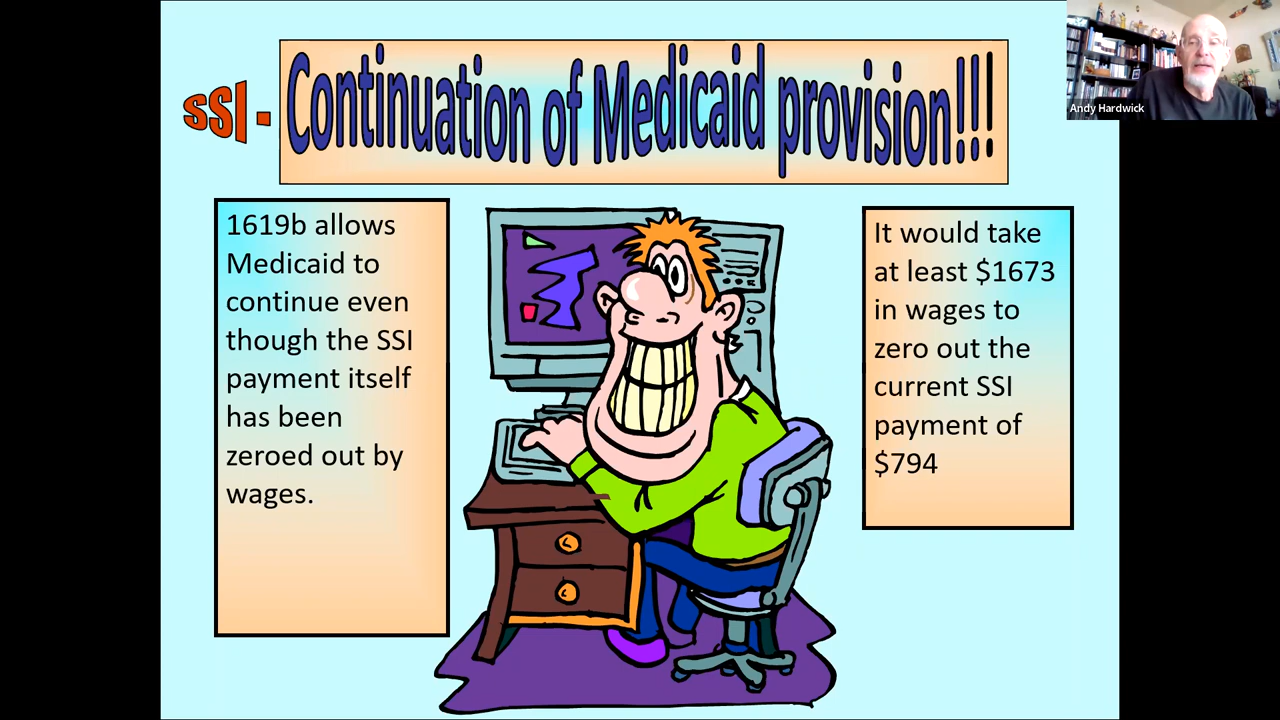 SSI - Continuation of Medicaid provision!!!
Andy Hardwick
1619b allows
Medicaid to
continue even
though the SSI
payment itself
has been
zeroed out by
wages.
It would take
at least $1673
in wages to
zero out the
current SSI
payment of
$794